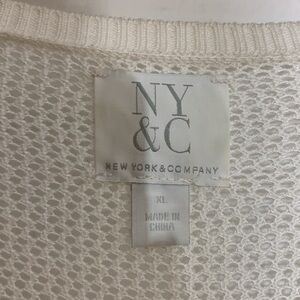 NY
&C
NEW YORK & COMPANY
XL
MADE IN
CHINA